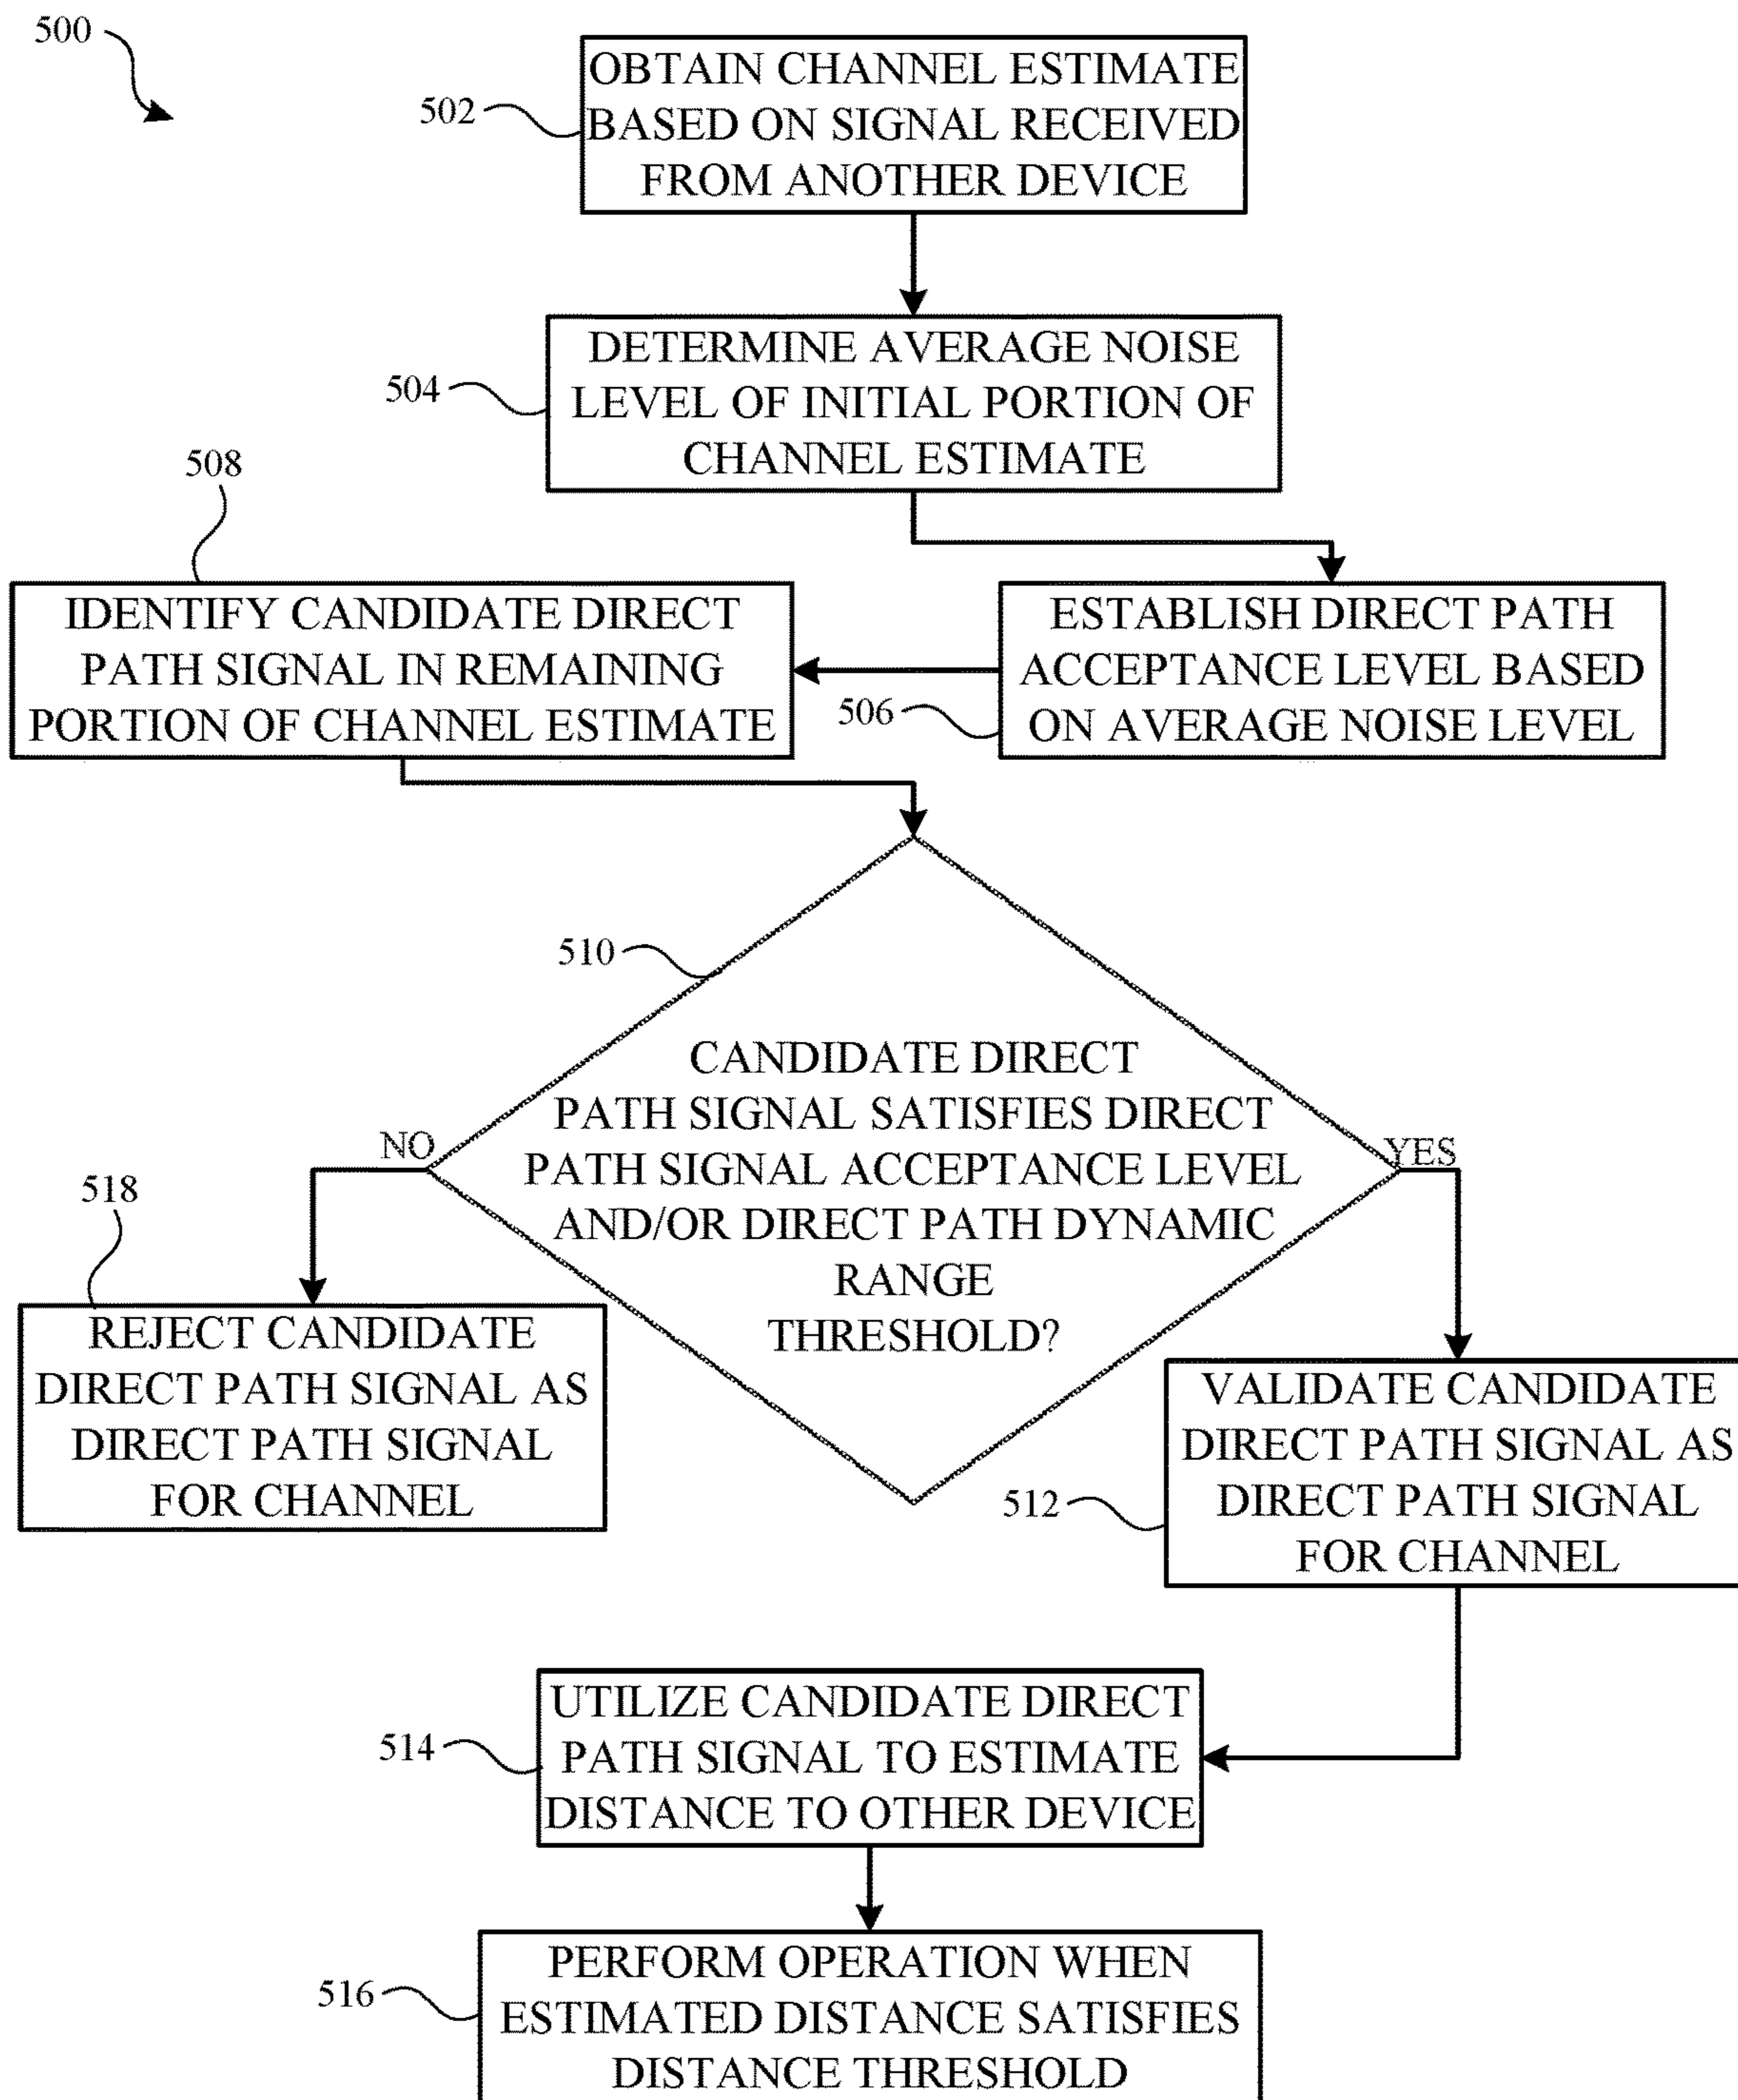 500
502
OBTAIN CHANNEL ESTIMATE
BASED ON SIGNAL RECEIVED
FROM ANOTHER DEVICE
504
DETERMINE AVERAGE NOISE
LEVEL OF INITIAL PORTION OF
CHANNEL ESTIMATE
506
ESTABLISH DIRECT PATH
ACCEPTANCE LEVEL BASED
ON AVERAGE NOISE LEVEL
508
IDENTIFY CANDIDATE DIRECT
PATH SIGNAL IN REMAINING
PORTION OF CHANNEL ESTIMATE
510
CANDIDATE DIRECT
PATH SIGNAL SATISFIES DIRECT
PATH SIGNAL ACCEPTANCE LEVEL
AND/OR DIRECT PATH DYNAMIC
RANGE
THRESHOLD?
NO
YES
518
REJECT CANDIDATE
DIRECT PATH SIGNAL AS
DIRECT PATH SIGNAL
FOR CHANNEL
512
VALIDATE CANDIDATE
DIRECT PATH SIGNAL AS
DIRECT PATH SIGNAL
FOR CHANNEL
514
UTILIZE CANDIDATE DIRECT
PATH SIGNAL TO ESTIMATE
DISTANCE TO OTHER DEVICE
516
PERFORM OPERATION WHEN
ESTIMATED DISTANCE SATISFIES
DISTANCE THRESHOLD